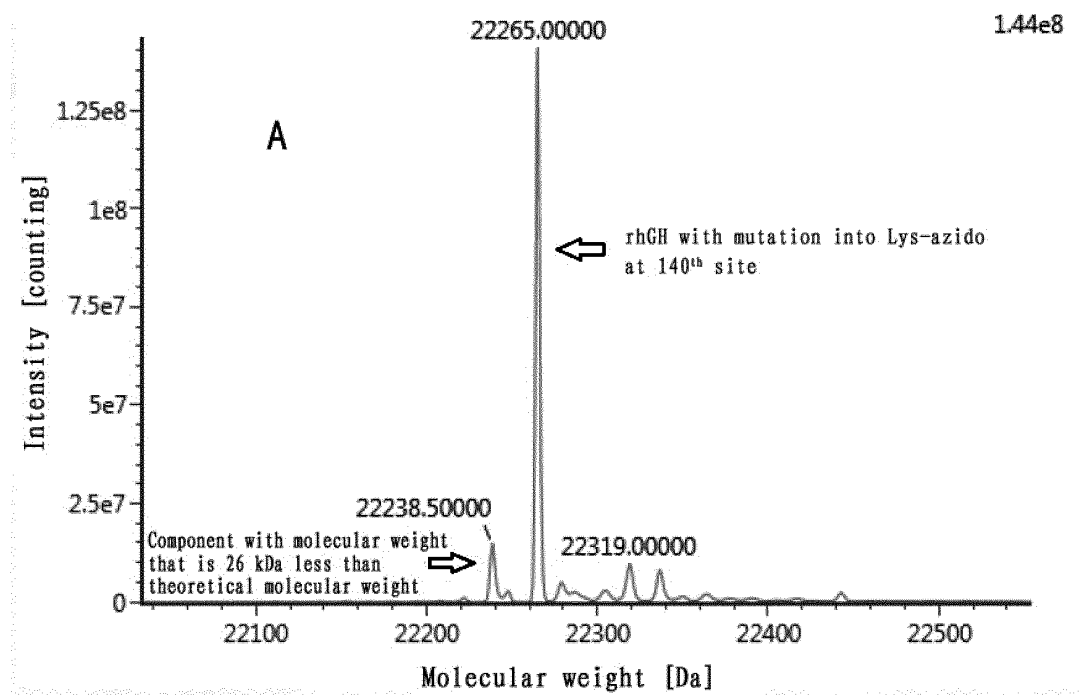 22265.00000
1.44e8
1.25e8
A
1e8
rhGH with mutation into Lys-azido
at 140th site
7.5e7
5e7
2.5e7
22238.50000
Component with molecular weight
that is 26 kDa less than
theoretical molecular weight
22319.00000
0
22100 22200 22300 22400 22500
Molecular weight [Da]
Intensity [counting]